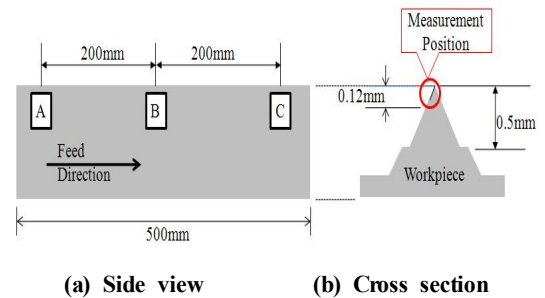 200mm
200mm
A
B
C
Feed
Direction
500mm
Measurement
Position
0.12mm
0.5mm
Workpiece
(a) Side view
(b) Cross section